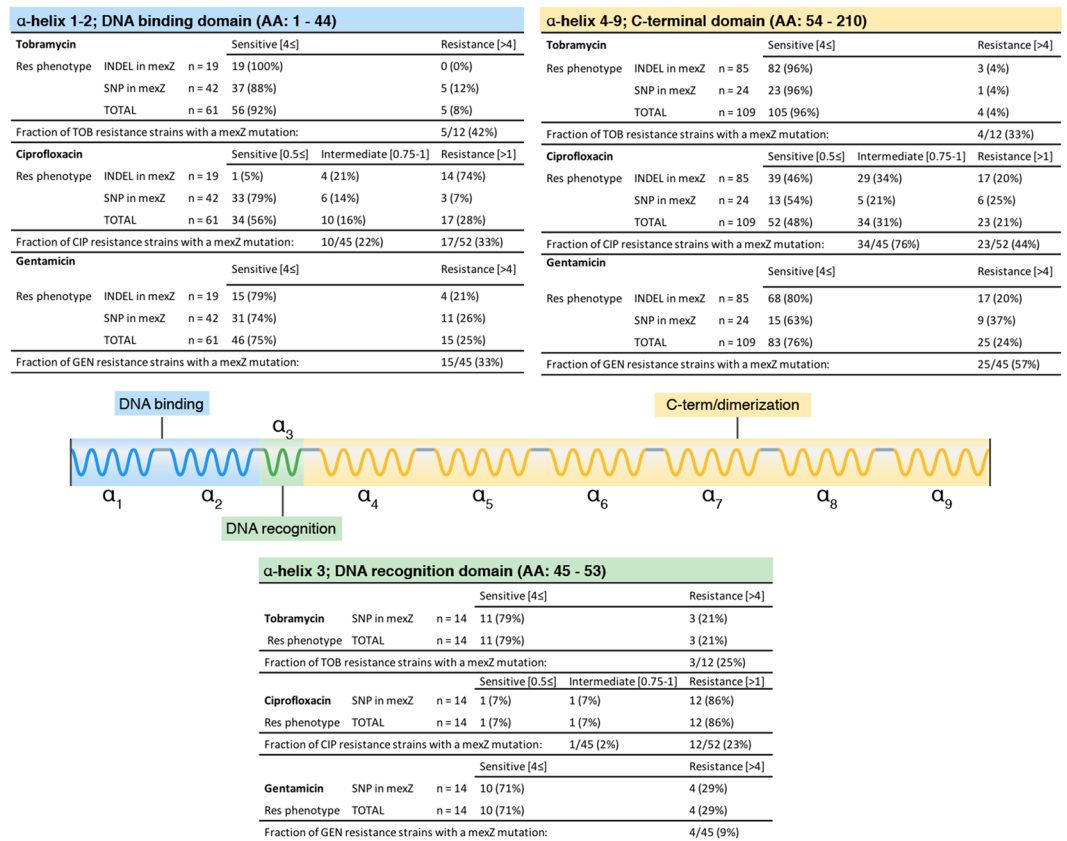 α-helix 1-2; DNA binding domain (AA: 1 - 44)
Tobramycin Sensitive [4≤] Resistance [>4]
Res phenotype INDEL in mexZ n = 19 19 (100%) 0 (0%)
SNP in mexZ n = 42 37 (88%) 5 (12%)
TOTAL n = 61 56 (92%) 5 (8%)
Fraction of TOB resistance strains with a mexZ mutation: 5/12 (42%)
Ciprofloxacin Sensitive [0.5≤] Intermediate [0.75-1] Resistance [>1]
Res phenotype INDEL in mexZ n = 19 1 (5%) 4 (21%) 14 (74%)
SNP in mexZ n = 42 33 (79%) 6 (14%) 3 (7%)
TOTAL n = 61 34 (56%) 10 (16%) 17 (28%)
Fraction of CIP resistance strains with a mexZ mutation: 10/45 (22%) 17/52 (33%)
Gentamicin Sensitive [4≤] Resistance [>4]
Res phenotype INDEL in mexZ n = 19 15 (79%) 4 (21%)
SNP in mexZ n = 42 31 (74%) 11 (26%)
TOTAL n = 61 46 (75%) 15 (25%)
Fraction of GEN resistance strains with a mexZ mutation: 15/45 (33%)
α-helix 4-9; C-terminal domain (AA: 54 - 210)
Tobramycin Sensitive [4≤] Resistance [>4]
Res phenotype INDEL in mexZ n = 85 82 (96%) 3 (4%)
SNP in mexZ n = 24 23 (96%) 1 (4%)
TOTAL n = 109 105 (96%) 4 (4%)
Fraction of TOB resistance strains with a mexZ mutation: 4/12 (33%)
Ciprofloxacin Sensitive [0.5≤] Intermediate [0.75-1] Resistance [>1]
Res phenotype INDEL in mexZ n = 85 39 (46%) 29 (34%) 17 (20%)
SNP in mexZ n = 24 13 (54%) 5 (21%) 6 (25%)
TOTAL n = 109 52 (48%) 34 (31%) 23 (21%)
Fraction of CIP resistance strains with a mexZ mutation: 34/45 (76%) 23/52 (44%)
Gentamicin Sensitive [4≤] Resistance [>4]
Res phenotype INDEL in mexZ n = 85 68 (80%) 17 (20%)
SNP in mexZ n = 24 15 (63%) 9 (37%)
TOTAL n = 109 83 (76%) 25 (24%)
Fraction of GEN resistance strains with a mexZ mutation: 25/45 (57%)
DNA binding C-term/dimerization
α3
α1 α2 α4 α5 α6 α7 α8 α9
DNA recognition
α-helix 3; DNA recognition domain (AA: 45 - 53)
Sensitive [4≤] Resistance [>4]
Tobramycin SNP in mexZ n = 14 11 (79%) 3 (21%)
Res phenotype TOTAL n = 14 11 (79%) 3 (21%)
Fraction of TOB resistance strains with a mexZ mutation: 3/12 (25%)
Sensitive [0.5≤] Intermediate [0.75-1] Resistance [>1]
Ciprofloxacin SNP in mexZ n = 14 1 (7%) 1 (7%) 12 (86%)
Res phenotype TOTAL n = 14 1 (7%) 1 (7%) 12 (86%)
Fraction of CIP resistance strains with a mexZ mutation: 1/45 (2%) 12/52 (23%)
Sensitive [4≤] Resistance [>4]
Gentamicin SNP in mexZ n = 14 10 (71%) 4 (29%)
Res phenotype TOTAL n = 14 10 (71%) 4 (29%)
Fraction of GEN resistance strains with a mexZ mutation: 4/45 (9%)